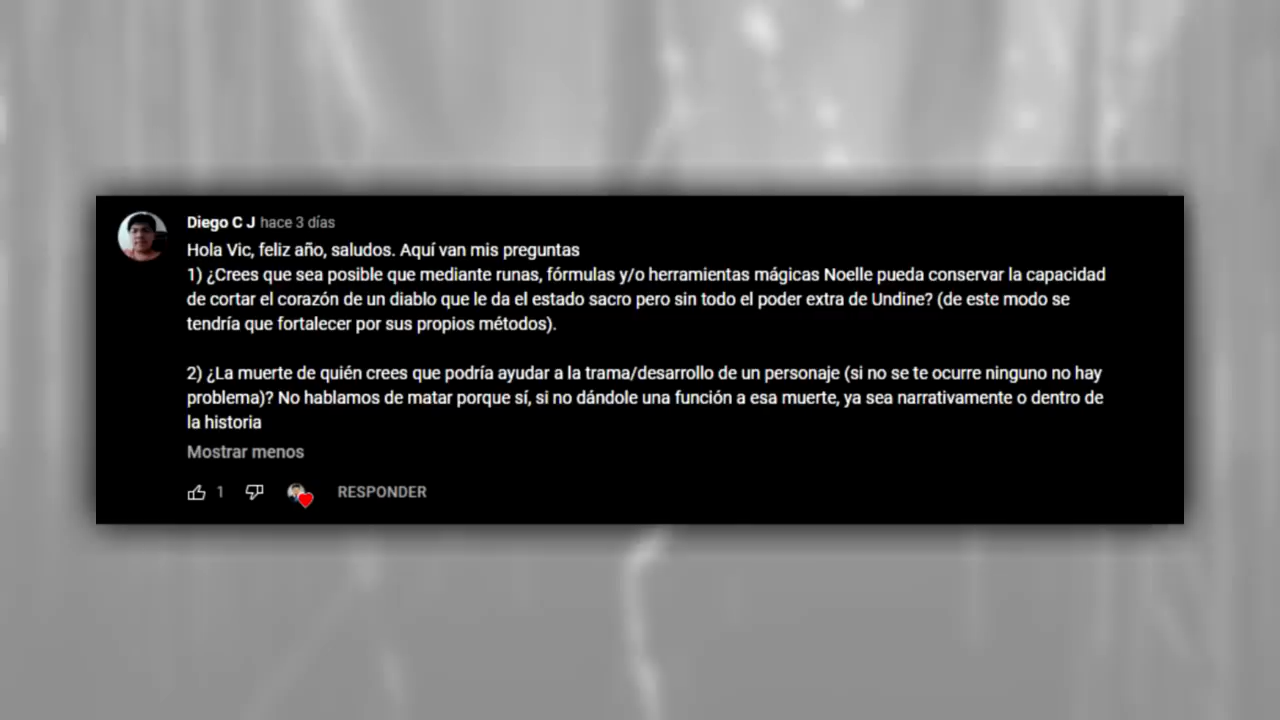 Diego C J hace 3 días
Hola Vic, feliz año, saludos. Aquí van mis preguntas
1) ¿Crees que sea posible que mediante runas, fórmulas y/o herramientas mágicas Noelle pueda conservar la capacidad
de cortar el corazón de un diablo que le da el estado sacro pero sin todo el poder extra de Undine? (de este modo se
tendría que fortalecer por sus propios métodos).
2) ¿La muerte de quién crees que podría ayudar a la trama/desarrollo de un personaje (si no se te ocurre ninguno no hay
problema)? No hablamos de matar porque sí, si no dándole una función a esa muerte, ya sea narrativamente o dentro de
la historia
Mostrar menos
1 RESPONDER